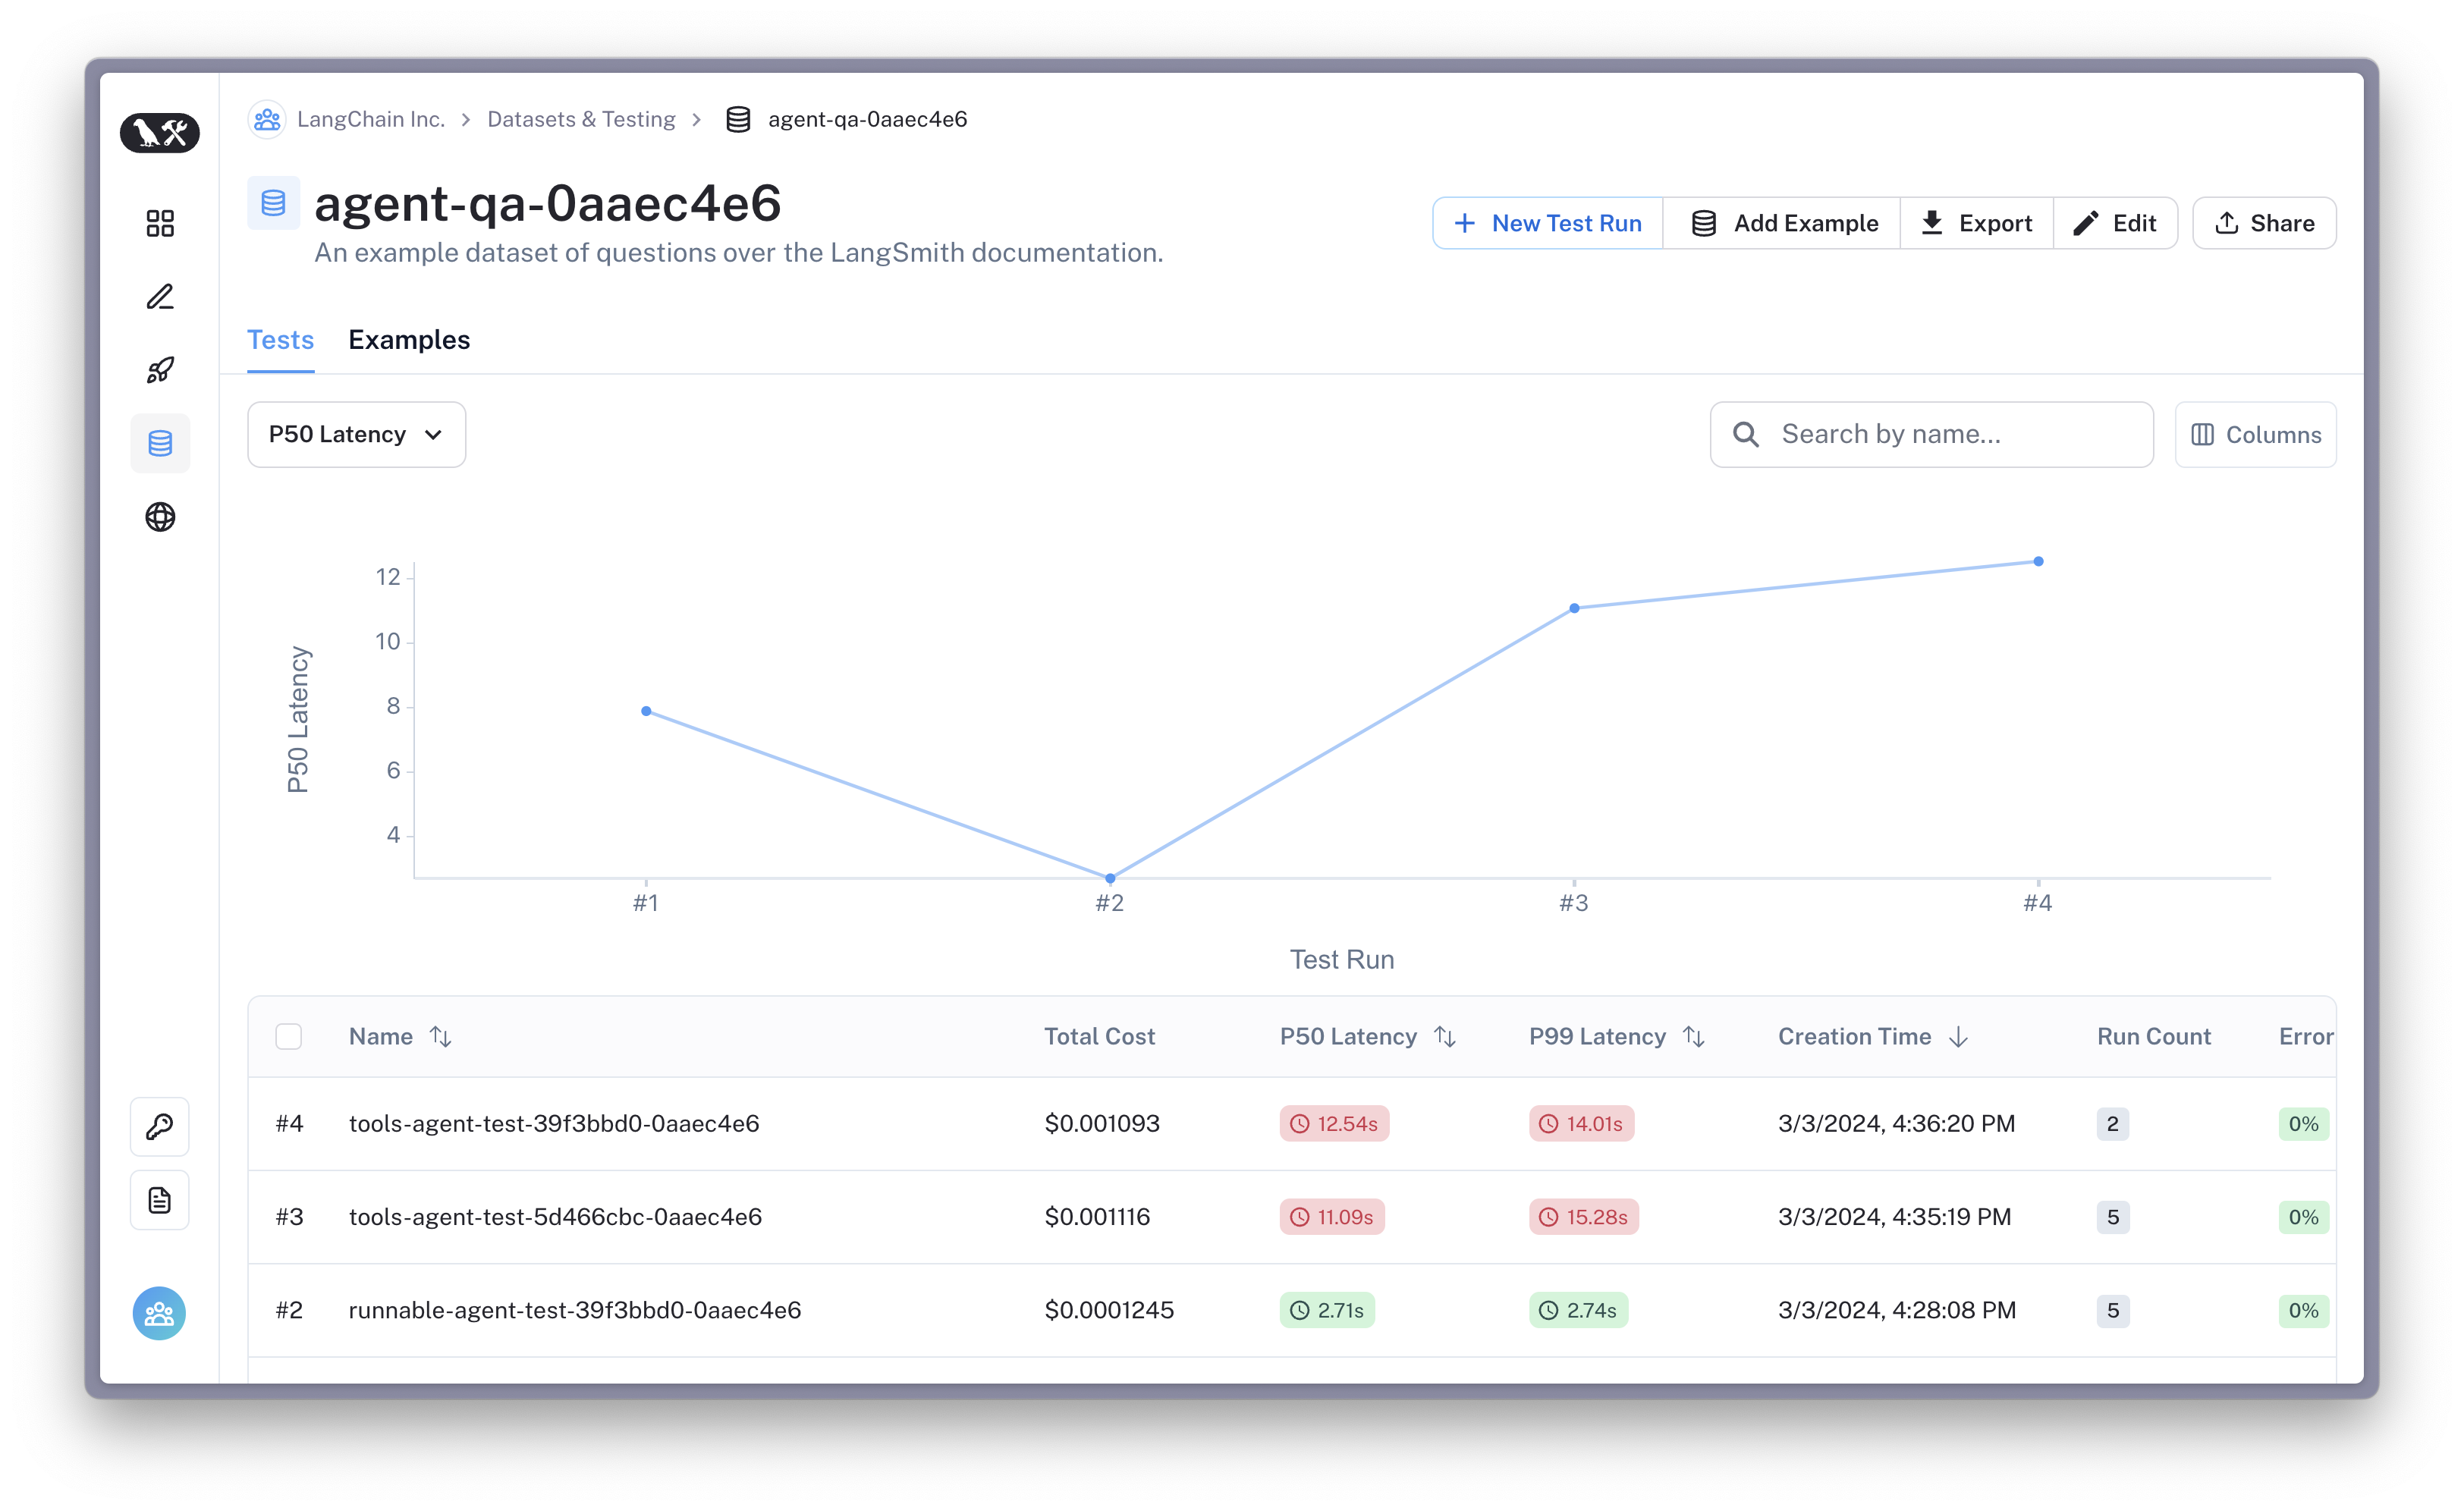 LangChain Inc. > Datasets & Testing > agent-qa-0aaec4e6
agent-qa-0aaec4e6
An example dataset of questions over the LangSmith documentation.
+ New Test Run Add Example Export Edit Share
Tests Examples
P50 Latency
Search by name... Columns
P50 Latency
12
10
8
6
4
#1 #2 #3 #4
Test Run
Name Total Cost P50 Latency P99 Latency Creation Time Run Count Error
#4 tools-agent-test-39f3bbd0-0aaec4e6 $0.001093 12.54s 14.01s 3/3/2024, 4:36:20 PM 2 0%
#3 tools-agent-test-5d466cbc-0aaec4e6 $0.001116 11.09s 15.28s 3/3/2024, 4:35:19 PM 5 0%
#2 runnable-agent-test-39f3bbd0-0aaec4e6 $0.0001245 2.71s 2.74s 3/3/2024, 4:28:08 PM 5 0%